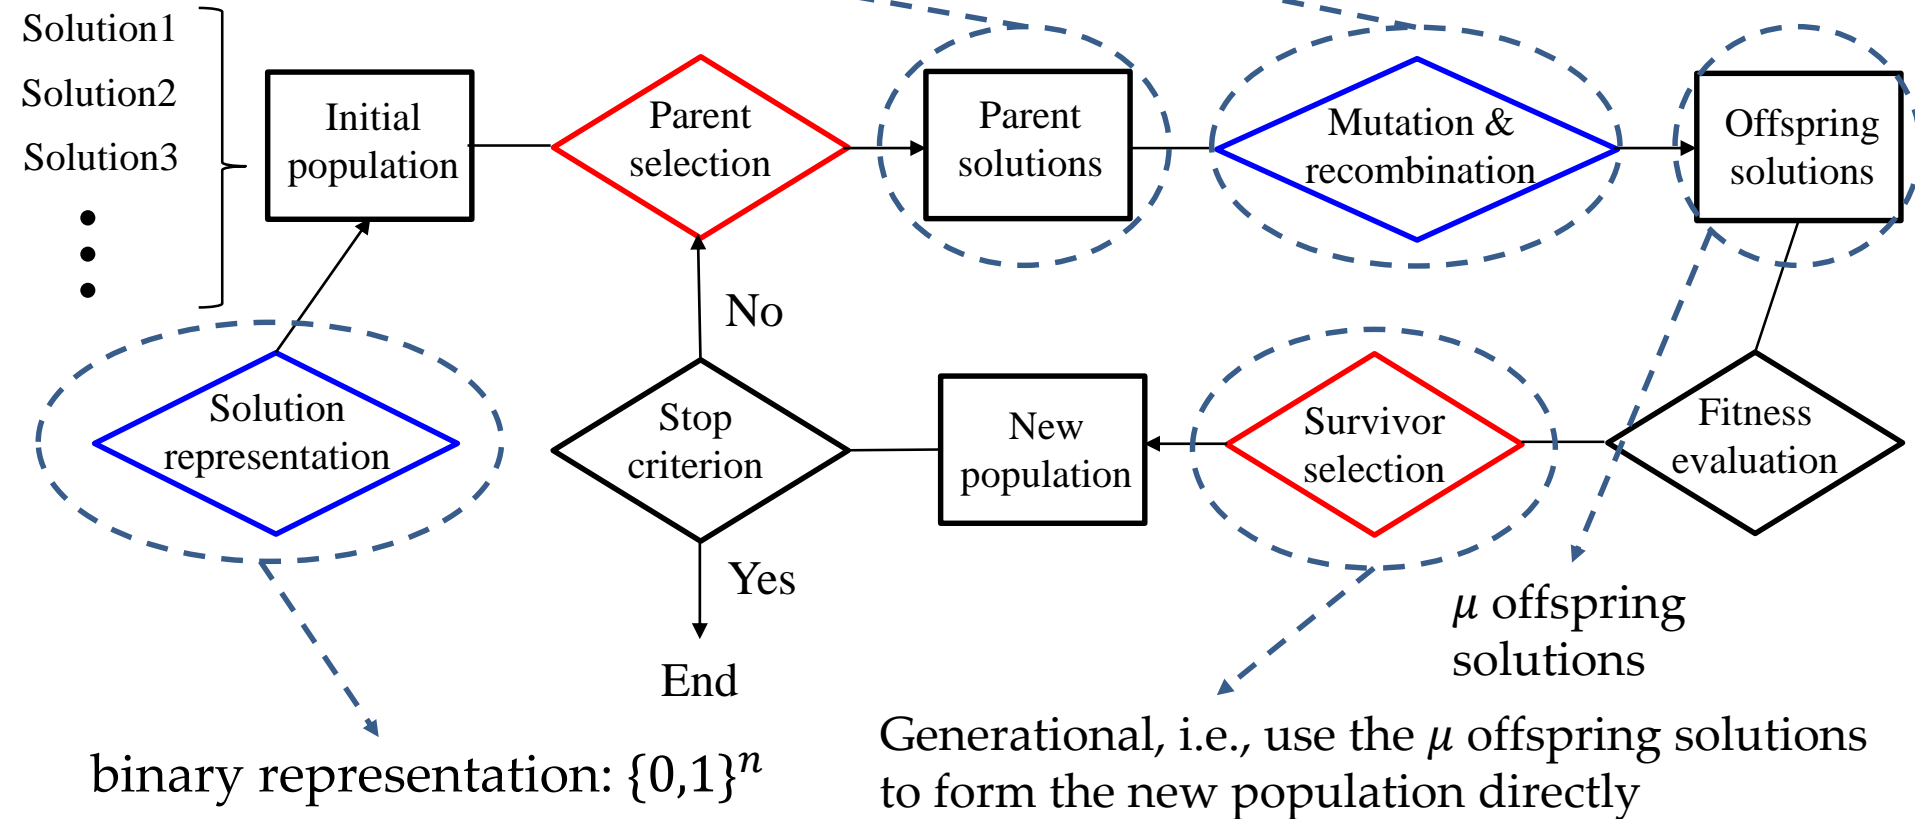 Solution1
Solution2
Solution3
Initial
population
Parent
selection
Parent
solutions
Mutation &
recombination
Offspring
solutions
No
Solution
representation
Stop
criterion
New
population
Survivor
selection
Fitness
evaluation
Yes
End
μ offspring
solutions
binary representation: {0,1}ⁿ
Generational, i.e., use the μ offspring solutions
to form the new population directly